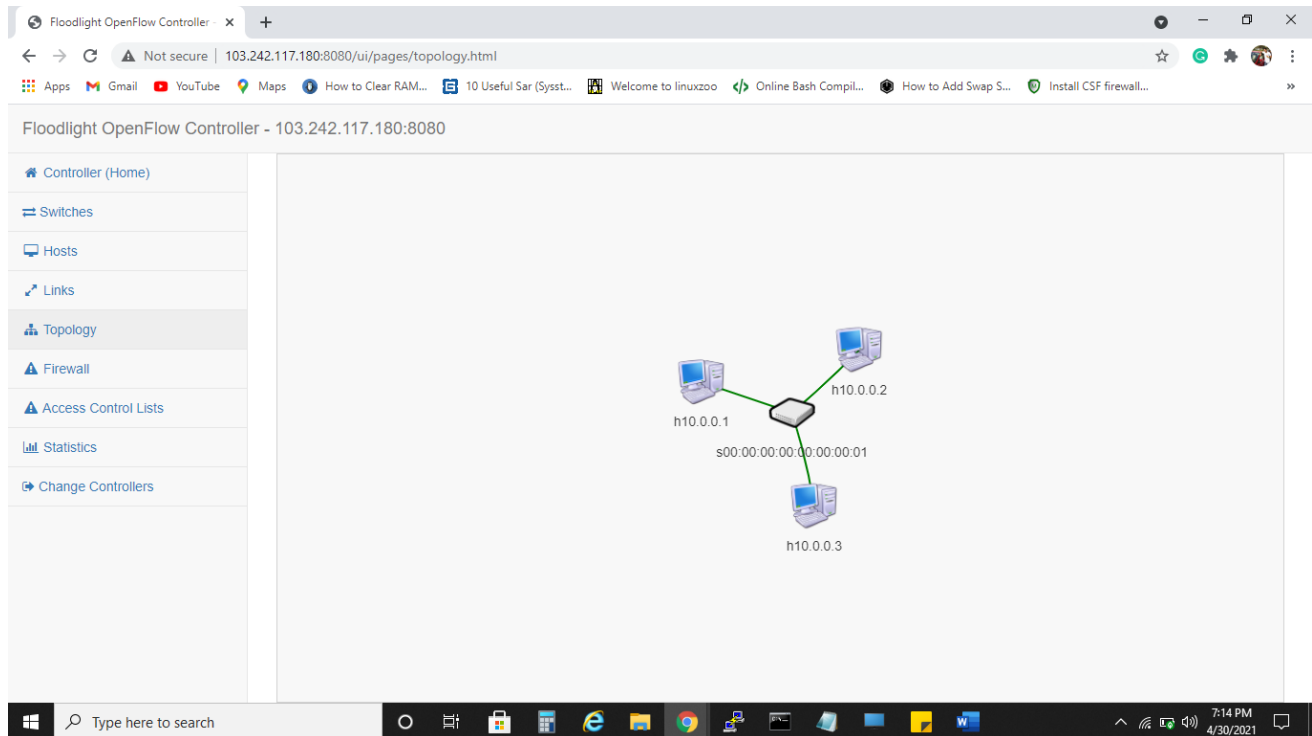 Floodlight OpenFlow Controller -
Not secure | 103.242.117.180:8080/ui/pages/topology.html
Apps Gmail YouTube Maps How to Clear RAM... 10 Useful Sar (Sysst... Welcome to linuxzoo Online Bash Compil... How to Add Swap S... Install CSF firewall... »
Floodlight OpenFlow Controller - 103.242.117.180:8080
Controller (Home)
Switches
Hosts
Links
Topology
Firewall
Access Control Lists
Statistics
Change Controllers
h10.0.0.2
h10.0.0.1
s00:00:00:00:00:00:00:01
h10.0.0.3
Type here to search
7:14 PM
4/30/2021